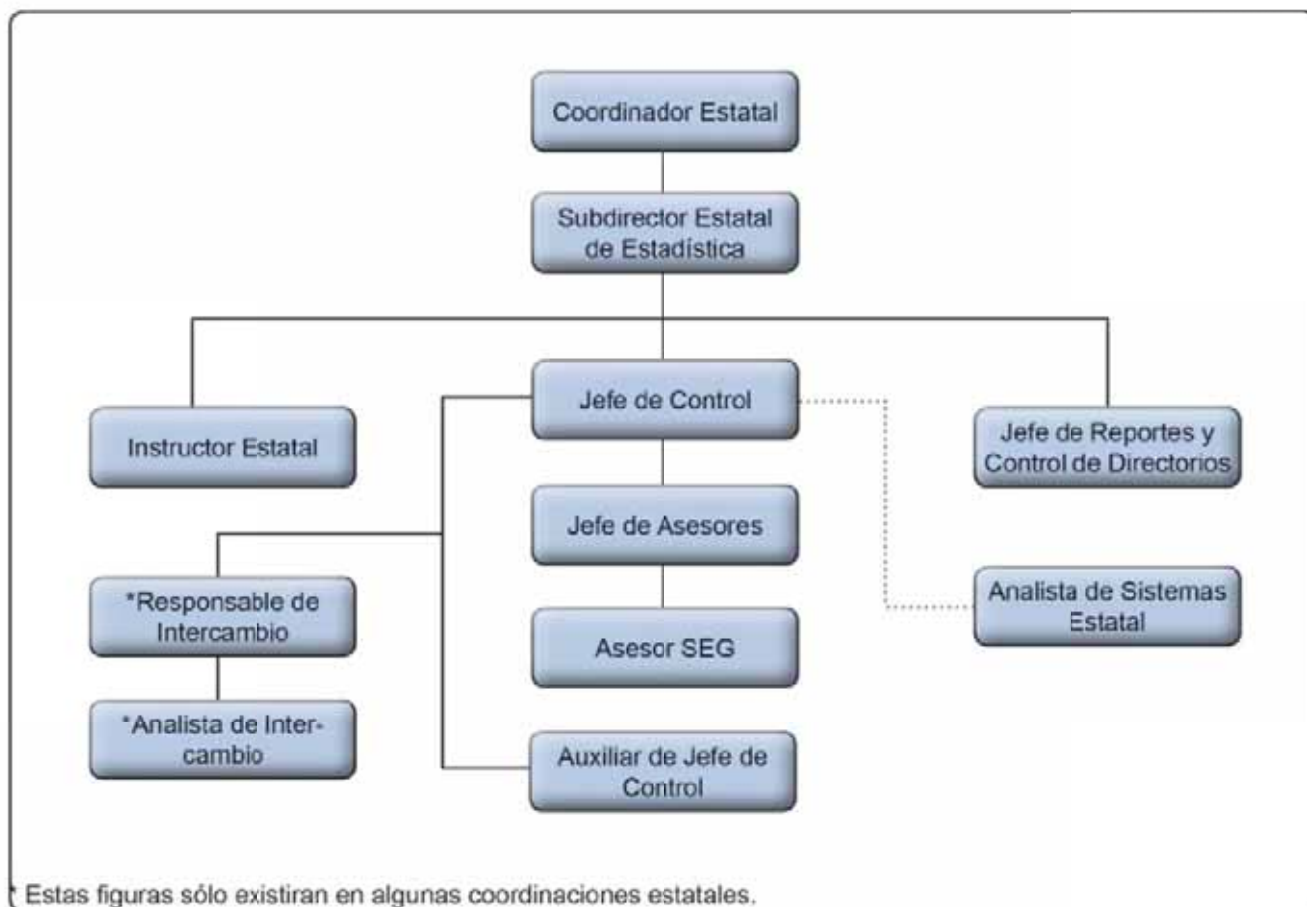 Coordinador Estatal
Subdirector Estatal
de Estadística
Jefe de Control
Instructor Estatal
Jefe de Reportes y
Control de Directorios
Jefe de Asesores
*Responsable de
Intercambio
Analista de Sistemas
Estatal
Asesor SEG
*Analista de Inter-
cambio
Auxiliar de Jefe de
Control
* Estas figuras sólo existiran en algunas coordinaciones estatales.